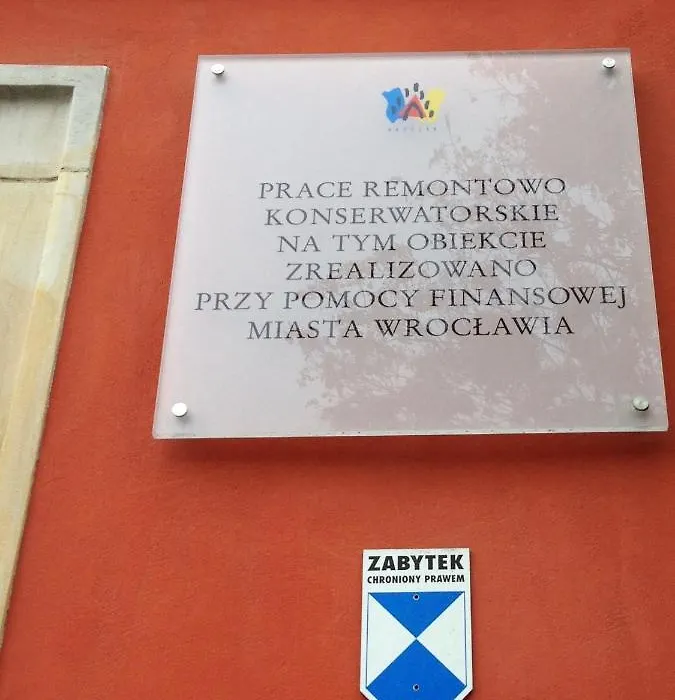 PRACE REMONTOWO
KONSERWATORSKIE
NA TYM OBIEKCIE
ZREALIZOWANO
PRZY POMOCY FINANSOWEJ
MIASTA WROCŁAWIA
ZABYTEK
CHRONIONY PRAWEM